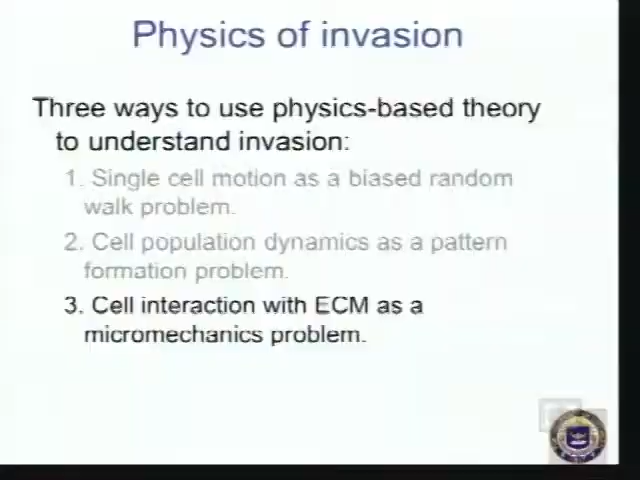 Physics of invasion
Three ways to use physics-based theory
to understand invasion:
1. Single cell motion as a biased random
walk problem.
2. Cell population dynamics as a pattern
formation problem.
3. Cell interaction with ECM as a
micromechanics problem.